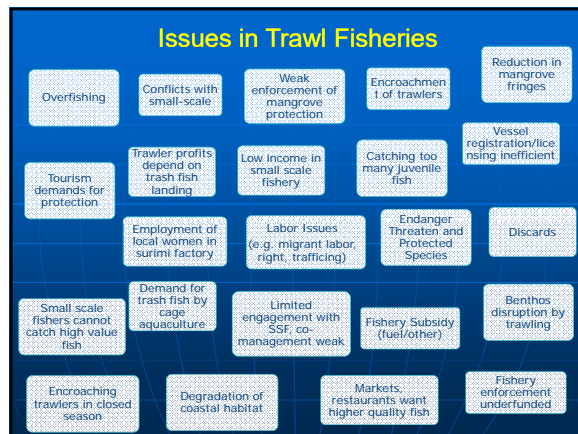 Issues in Trawl Fisheries
Overfishing
Conflicts with
small-scale
Weak
enforcement of
mangrove
protection
Encroachmen
t of trawlers
Reduction in
mangrove
fringes
Tourism
demands for
protection
Trawler profits
depend on
trash fish
landing
Low income in
small scale
fishery
Catching too
many juvenile
fish
Vessel
registration/lice
nsing inefficient
Employment of
local women in
surimi factory
Labor Issues
(e.g. migrant labor,
right, trafficing)
Endanger
Threaten and
Protected
Species
Discards
Small scale
fishers cannot
catch high value
fish
Demand for
trash fish by
cage
aquaculture
Limited
engagement with
SSF, co-
management weak
Fishery Subsidy
(fuel/other)
Benthos
disruption by
trawling
Encroaching
trawlers in closed
season
Degradation of
coastal habitat
Markets,
restaurants want
higher quality fish
Fishery
enforcement
underfunded